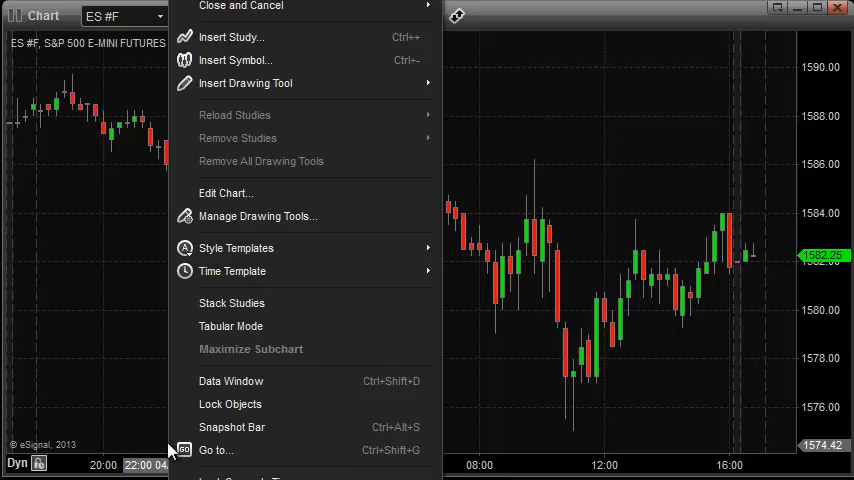 Chart
ES #F
ES #F, S&P 500 E-MINI FUTURES
Close and Cancel
Insert Study... Ctrl++
Insert Symbol... Ctrl+-
Insert Drawing Tool
Reload Studies
Remove Studies
Remove All Drawing Tools
Edit Chart...
Manage Drawing Tools...
Style Templates
Time Template
Stack Studies
Tabular Mode
Maximize Subchart
Data Window Ctrl+Shift+D
Lock Objects
Snapshot Bar Ctrl+Alt+S
GO Go to... Ctrl+Shift+G
1590.00
1588.00
1586.00
1584.00
1582.25
1582.00
1580.00
1578.00
1576.00
1574.42
© eSignal, 2013
Dyn 20:00 22:00 04 08:00 12:00 16:00